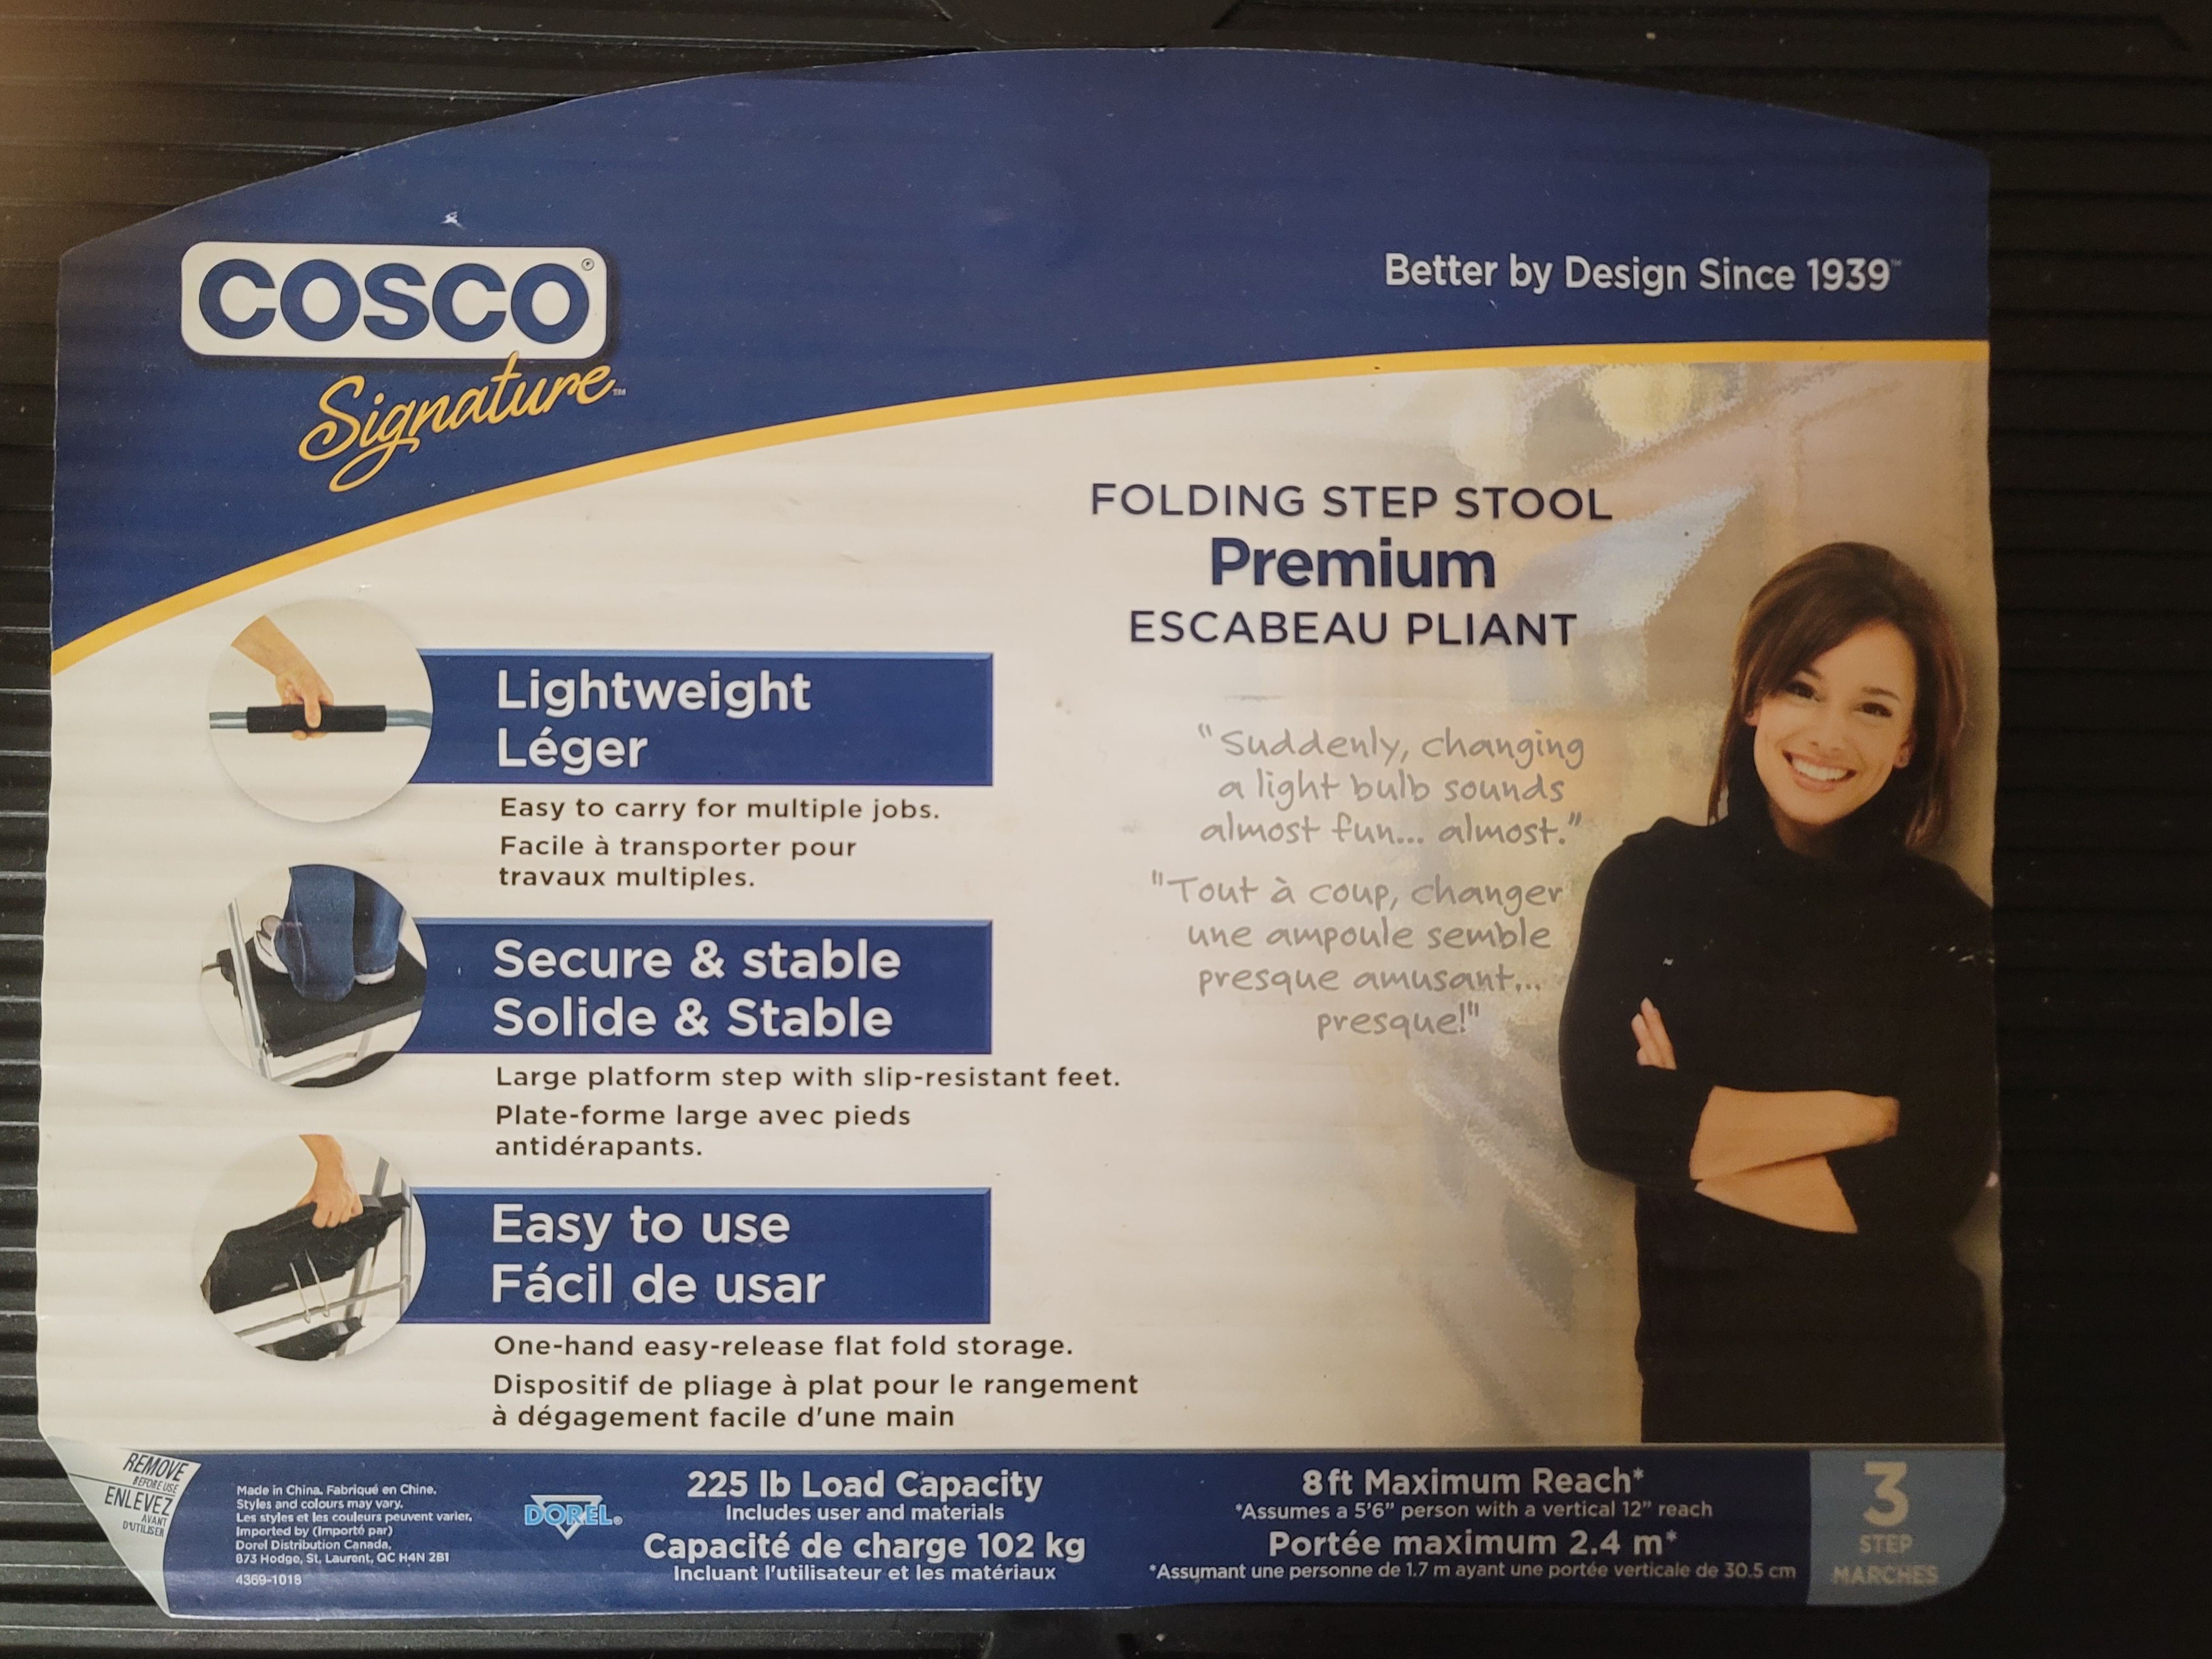 COSCO®
Signature™
Better by Design Since 1939™
FOLDING STEP STOOL
Premium
ESCABEAU PLIANT
"Suddenly, changing
a light bulb sounds
almost fun... almost."
"Tout à coup, changer
une ampoule semble
presque amusant...
presque!"
Lightweight
Léger
Easy to carry for multiple jobs.
Facile à transporter pour
travaux multiples.
Secure & stable
Solide & Stable
Large platform step with slip-resistant feet.
Plate-forme large avec pieds
antidérapants.
Easy to use
Fácil de usar
One-hand easy-release flat fold storage.
Dispositif de pliage à plat pour le rangement
à dégagement facile d'une main
REMOVE
BEFORE USE
ENLEVEZ
AVANT
D'UTILISER
Made in China. Fabriqué en Chine.
Styles and colours may vary.
Les styles et les couleurs peuvent varier.
Imported by (Importé par)
Dorel Distribution Canada,
873 Hodge, St. Laurent, QC H4N 2B1
4369-1018
DOREL®
225 lb Load Capacity
Includes user and materials
Capacité de charge 102 kg
Incluant l'utilisateur et les matériaux
8ft Maximum Reach*
*Assumes a 5'6" person with a vertical 12" reach
Portée maximum 2.4 m*
*Assumant une personne de 1.7 m ayant une portée verticale de 30.5 cm
3
STEP
MARCHES